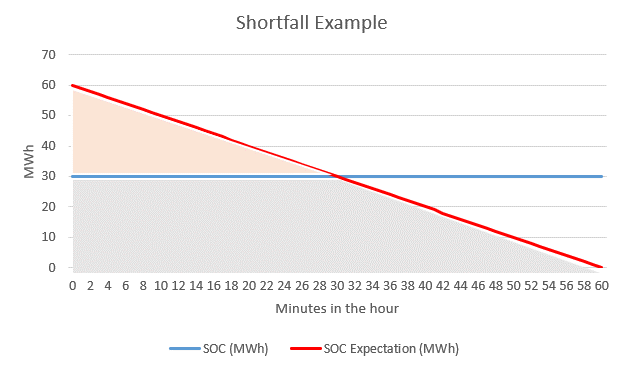 Shortfall Example
70
60
50
40
30
20
10
0
MWh
0 2 4 6 8 10 12 14 16 18 20 22 24 26 28 30 32 34 36 38 40 42 44 46 48 50 52 54 56 58 60
Minutes in the hour
SOC (MWh) SOC Expectation (MWh)